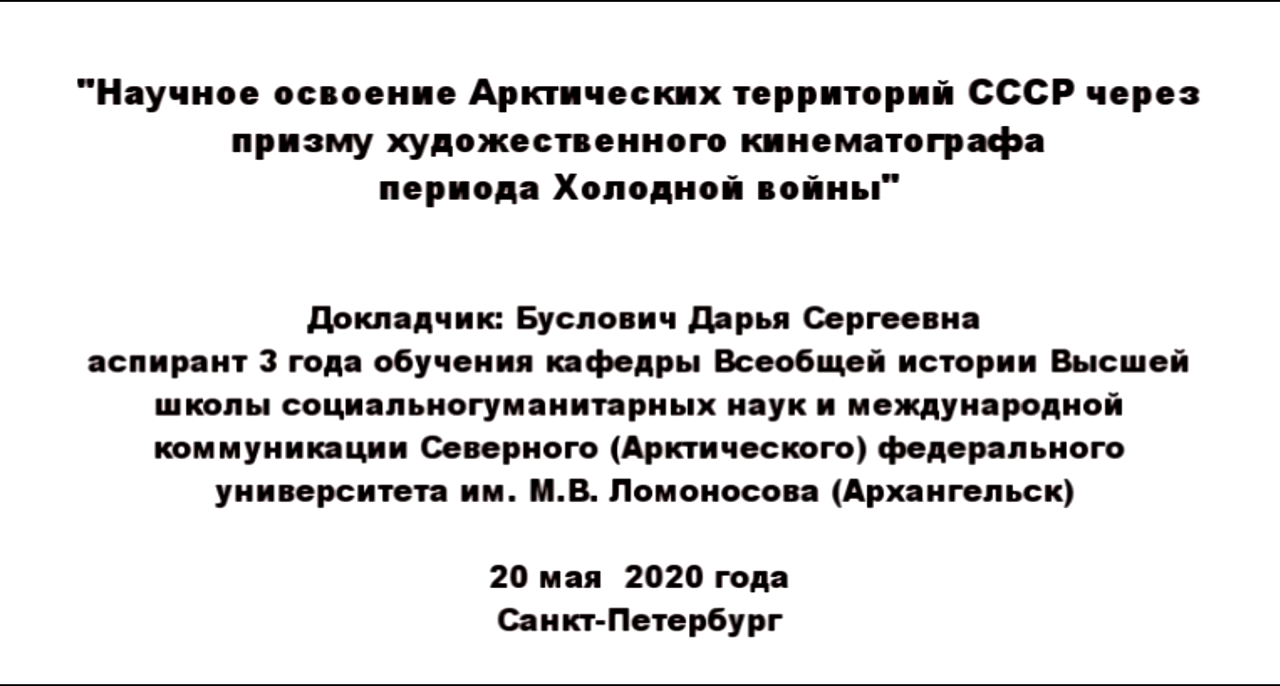 "Научное освоение Арктических территорий СССР через
призму художественного кинематографа
периода Холодной войны"
Докладчик: Буслович Дарья Сергеевна
аспирант 3 года обучения кафедры Всеобщей истории Высшей
школы социальногуманитарных наук и международной
коммуникации Северного (Арктического) федерального
университета им. М.В. Ломоносова (Архангельск)
20 мая  2020 года
Санкт-Петербург